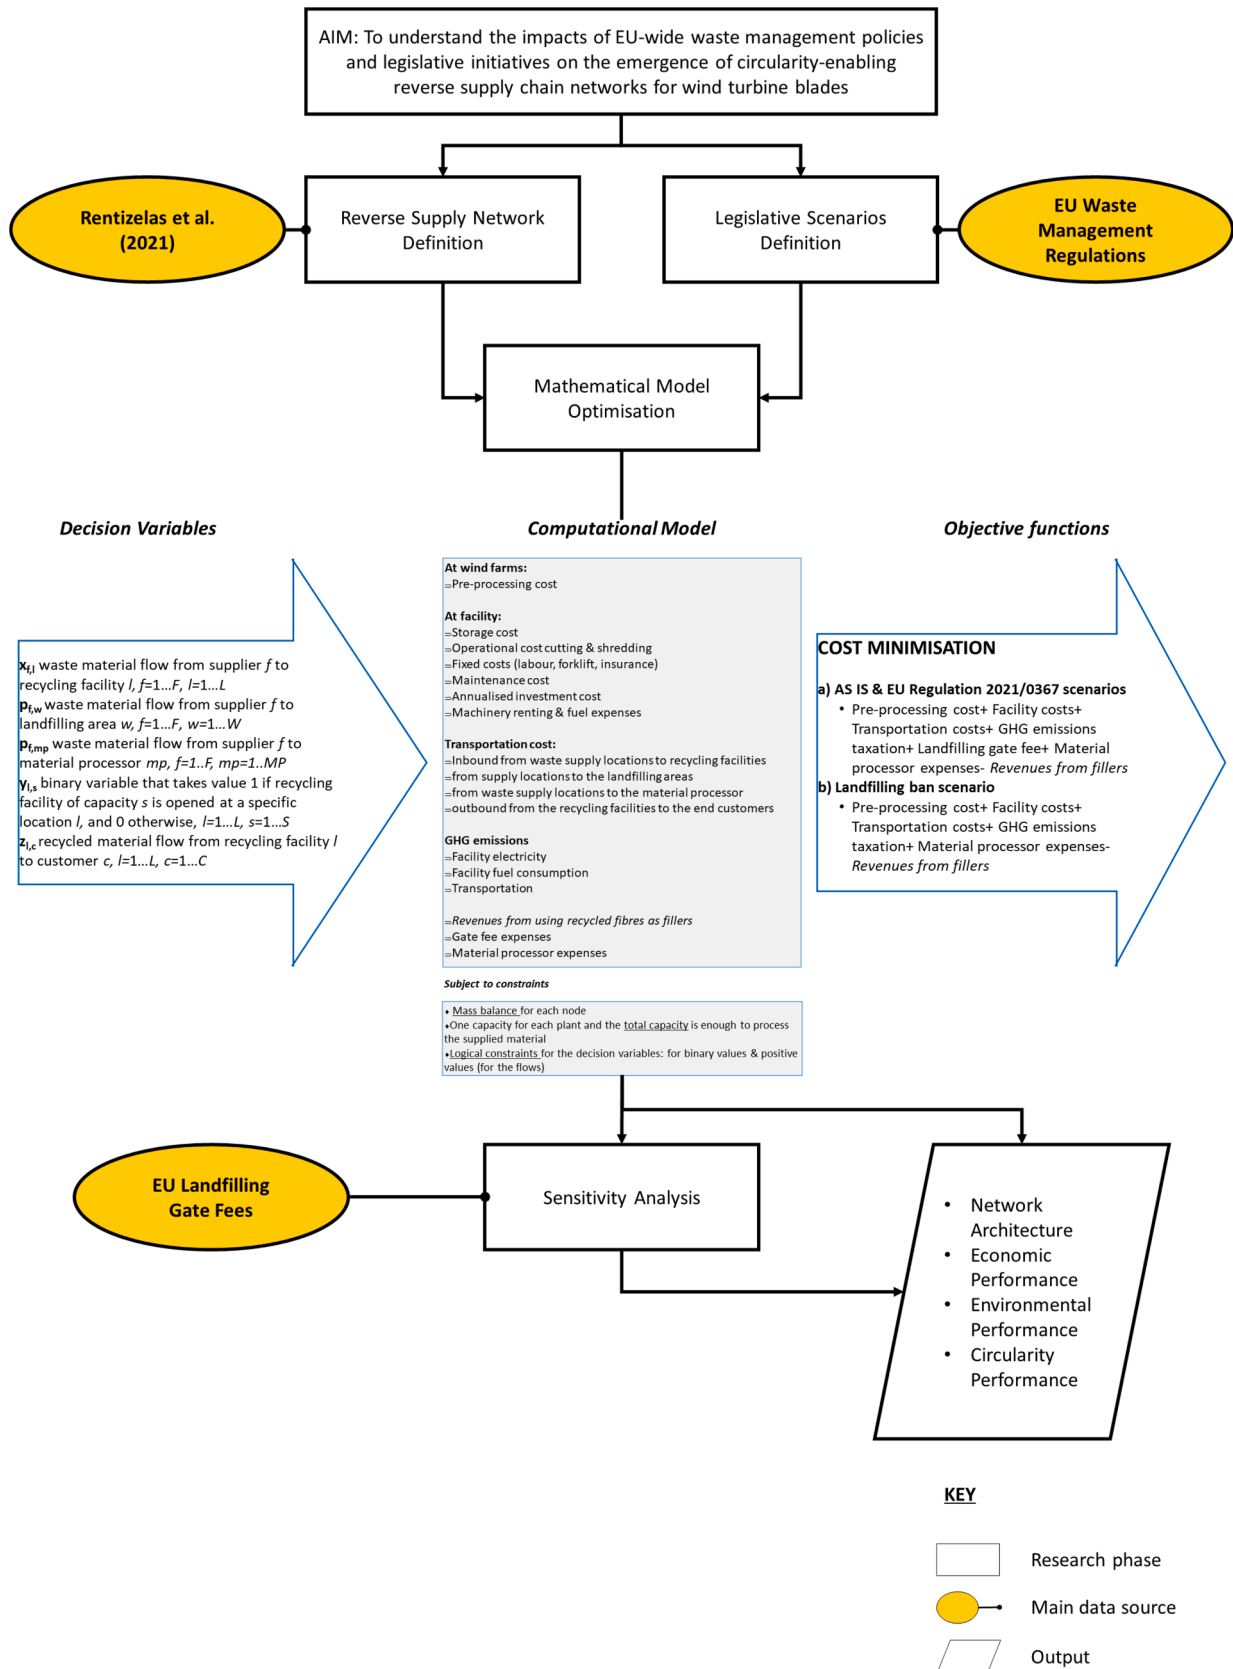 AIM: To understand the impacts of EU-wide waste management policies
and legislative initiatives on the emergence of circularity-enabling
reverse supply chain networks for wind turbine blades
Rentizelas et al.
(2021)
Reverse Supply Network
Definition
Legislative Scenarios
Definition
EU Waste
Management
Regulations
Mathematical Model
Optimisation
Decision Variables
x_{f,l} waste material flow from supplier f to
recycling facility l, f=1...F, l=1...L
p_{f,w} waste material flow from supplier f to
landfilling area w, f=1...F, w=1...W
p_{f,mp} waste material flow from supplier f to
material processor mp, f=1..F, mp=1..MP
y_{l,s} binary variable that takes value 1 if recycling
facility of capacity s is opened at a specific
location l, and 0 otherwise, l=1...L, s=1...S
z_{l,c} recycled material flow from recycling facility l
to customer c, l=1...L, c=1...C
Computational Model
At wind farms:
=Pre-processing cost
At facility:
=Storage cost
=Operational cost cutting & shredding
=Fixed costs (labour, forklift, insurance)
=Maintenance cost
=Annualised investment cost
=Machinery renting & fuel expenses
Transportation cost:
=Inbound from waste supply locations to recycling facilities
=from supply locations to the landfilling areas
=from waste supply locations to the material processor
=outbound from the recycling facilities to the end customers
GHG emissions
=Facility electricity
=Facility fuel consumption
=Transportation
=Revenues from using recycled fibres as fillers
=Gate fee expenses
=Material processor expenses
Subject to constraints
♦ Mass balance for each node
♦One capacity for each plant and the total capacity is enough to process
the supplied material
♦Logical constraints for the decision variables: for binary values & positive
values (for the flows)
Objective functions
COST MINIMISATION
a) AS IS & EU Regulation 2021/0367 scenarios
• Pre-processing cost+ Facility costs+
Transportation costs+ GHG emissions
taxation+ Landfilling gate fee+ Material
processor expenses- Revenues from fillers
b) Landfilling ban scenario
• Pre-processing cost+ Facility costs+
Transportation costs+ GHG emissions
taxation+ Material processor expenses-
Revenues from fillers
EU Landfilling
Gate Fees
Sensitivity Analysis
• Network
Architecture
• Economic
Performance
• Environmental
Performance
• Circularity
Performance
KEY
Research phase
Main data source
Output